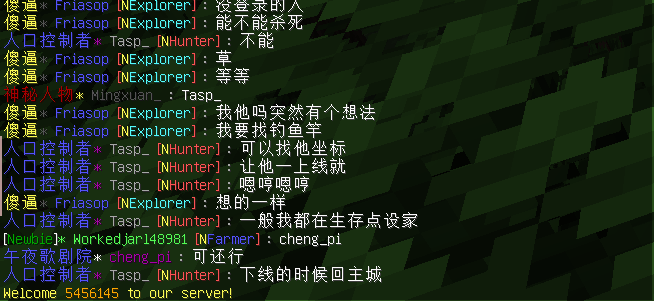 傻逼* Friasop [NExplorer]: 没登录的人
傻逼* Friasop [NExplorer]: 能不能杀死
人口控制者* Tasp_ [NHunter]: 不能
傻逼* Friasop [NExplorer]: 草
傻逼* Friasop [NExplorer]: 等等
神秘人物* Mingxuan_ : Tasp_
傻逼* Friasop [NExplorer]: 我他吗突然有个想法
傻逼* Friasop [NExplorer]: 我要找钓鱼竿
人口控制者* Tasp_ [NHunter]: 可以找他坐标
人口控制者* Tasp_ [NHunter]: 让他一上线就
人口控制者* Tasp_ [NHunter]: 嗯哼嗯哼
傻逼* Friasop [NExplorer]: 想的一样
人口控制者* Tasp_ [NHunter]: 一般我都在生存点设家
[Newbie]* Workedjarl48981 [NFarmer]: cheng_pi
午夜歌剧院* cheng_pi : 可还行
人口控制者* Tasp_ [NHunter]: 下线的时候回主城
Welcome 5456145 to our server!